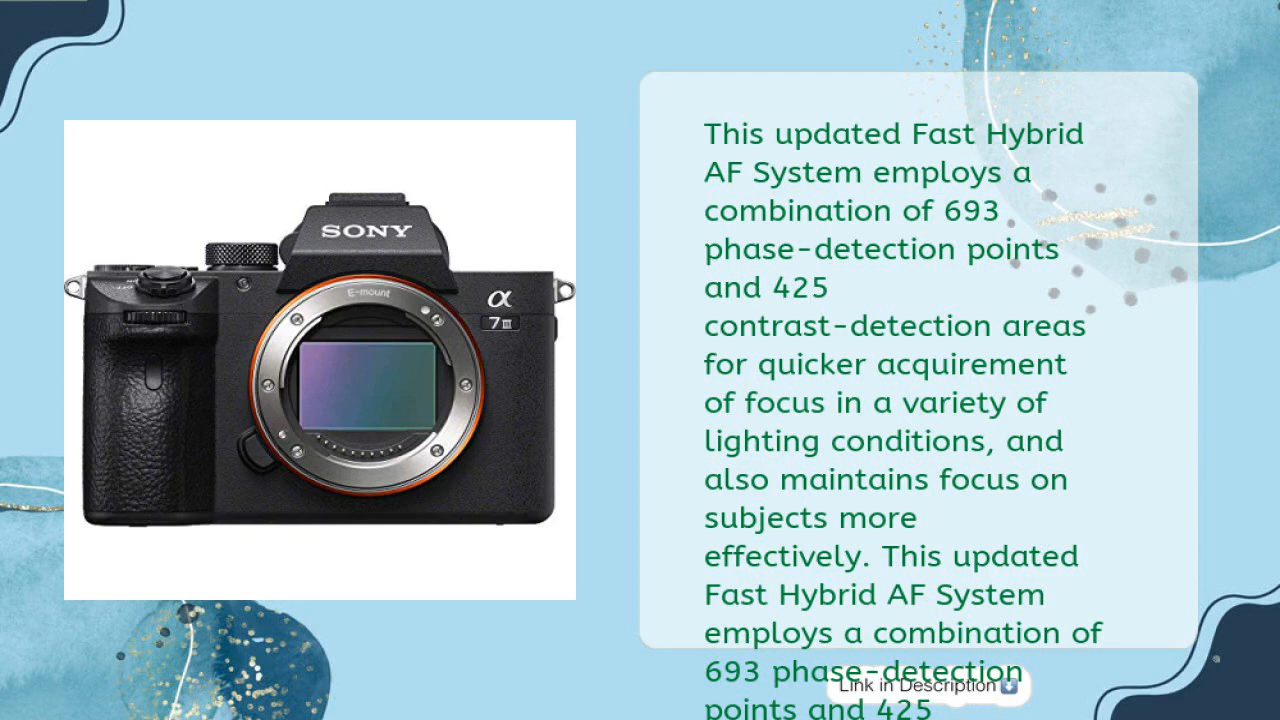 SONY
E-mount
α
7III
This updated Fast Hybrid
AF System employs a
combination of 693
phase-detection points
and 425
contrast-detection areas
for quicker acquirement
of focus in a variety of
lighting conditions, and
also maintains focus on
subjects more
effectively. This updated
Fast Hybrid AF System
employs a combination of
693 phase-detection
Link in Description⬇️
points and 425